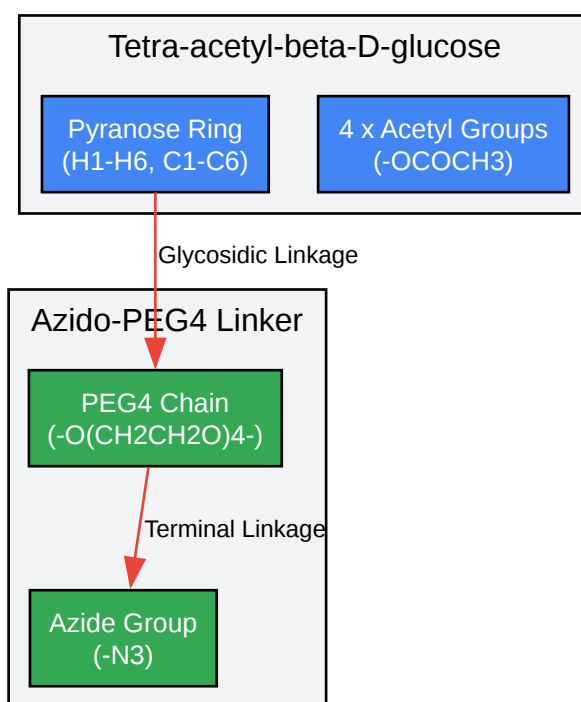 Tetra-acetyl-beta-D-glucose
Pyranose Ring
(H1-H6, C1-C6)
4 x Acetyl Groups
(-OCOCH3)
Glycosidic Linkage
Azido-PEG4 Linker
PEG4 Chain
(-O(CH2CH2O)4-)
Terminal Linkage
Azide Group
(-N3)